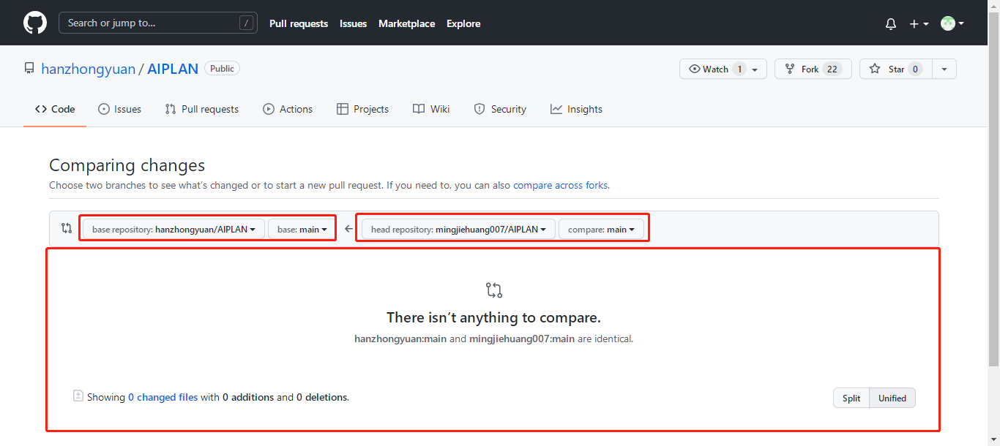 Search or jump to... / Pull requests Issues Marketplace Explore
hanzhongyuan / AIPLAN Public Watch 1 Fork 22 Star 0
Code Issues Pull requests Actions Projects Wiki Security Insights
Comparing changes
Choose two branches to see what's changed or to start a new pull request. If you need to, you can also compare across forks.
base repository: hanzhongyuan/AIPLAN base: main head repository: mingjiehuang007/AIPLAN compare: main
There isn't anything to compare.
hanzhongyuan:main and mingjiehuang007:main are identical.
Showing 0 changed files with 0 additions and 0 deletions. Split Unified